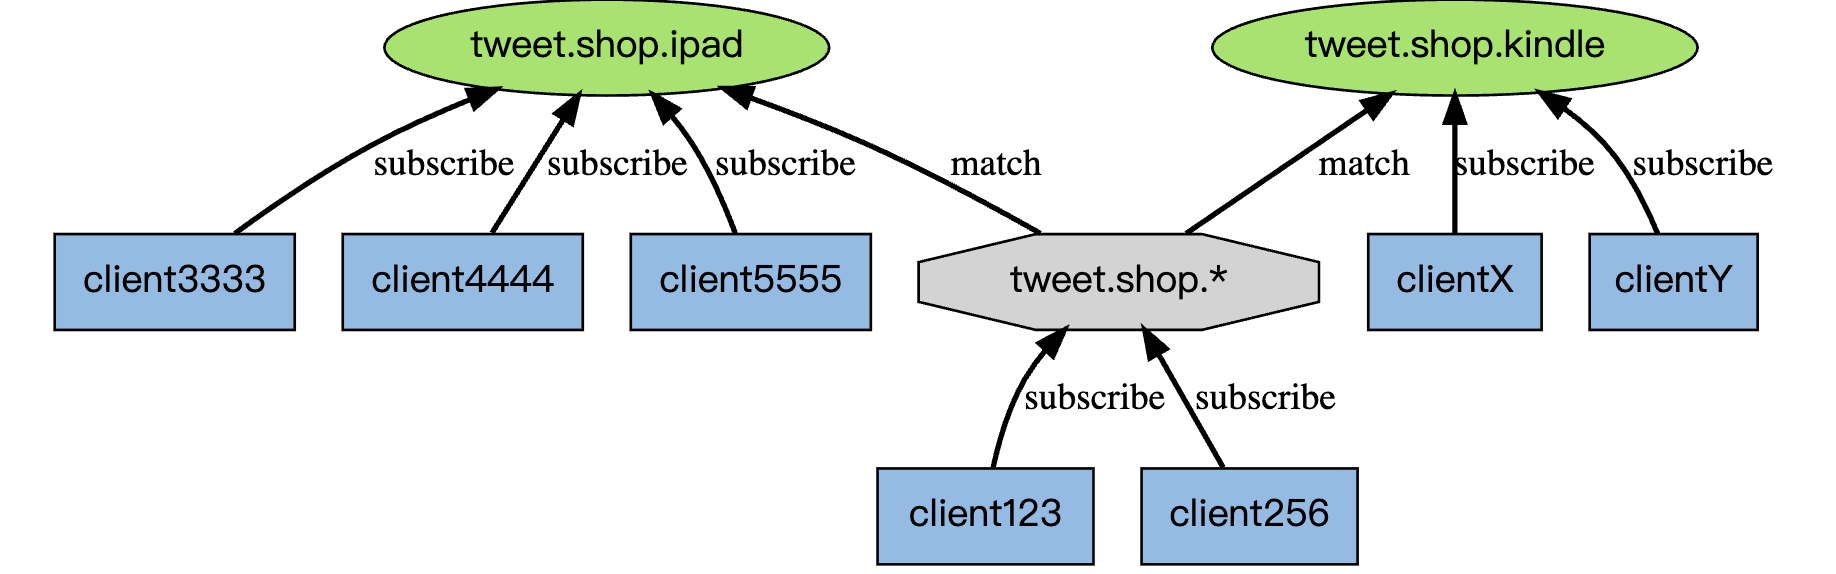 tweet.shop.ipad
tweet.shop.kindle
subscribe
subscribe
subscribe
match
match
subscribe
subscribe
client3333
client4444
client5555
tweet.shop.*
clientX
clientY
subscribe
subscribe
client123
client256